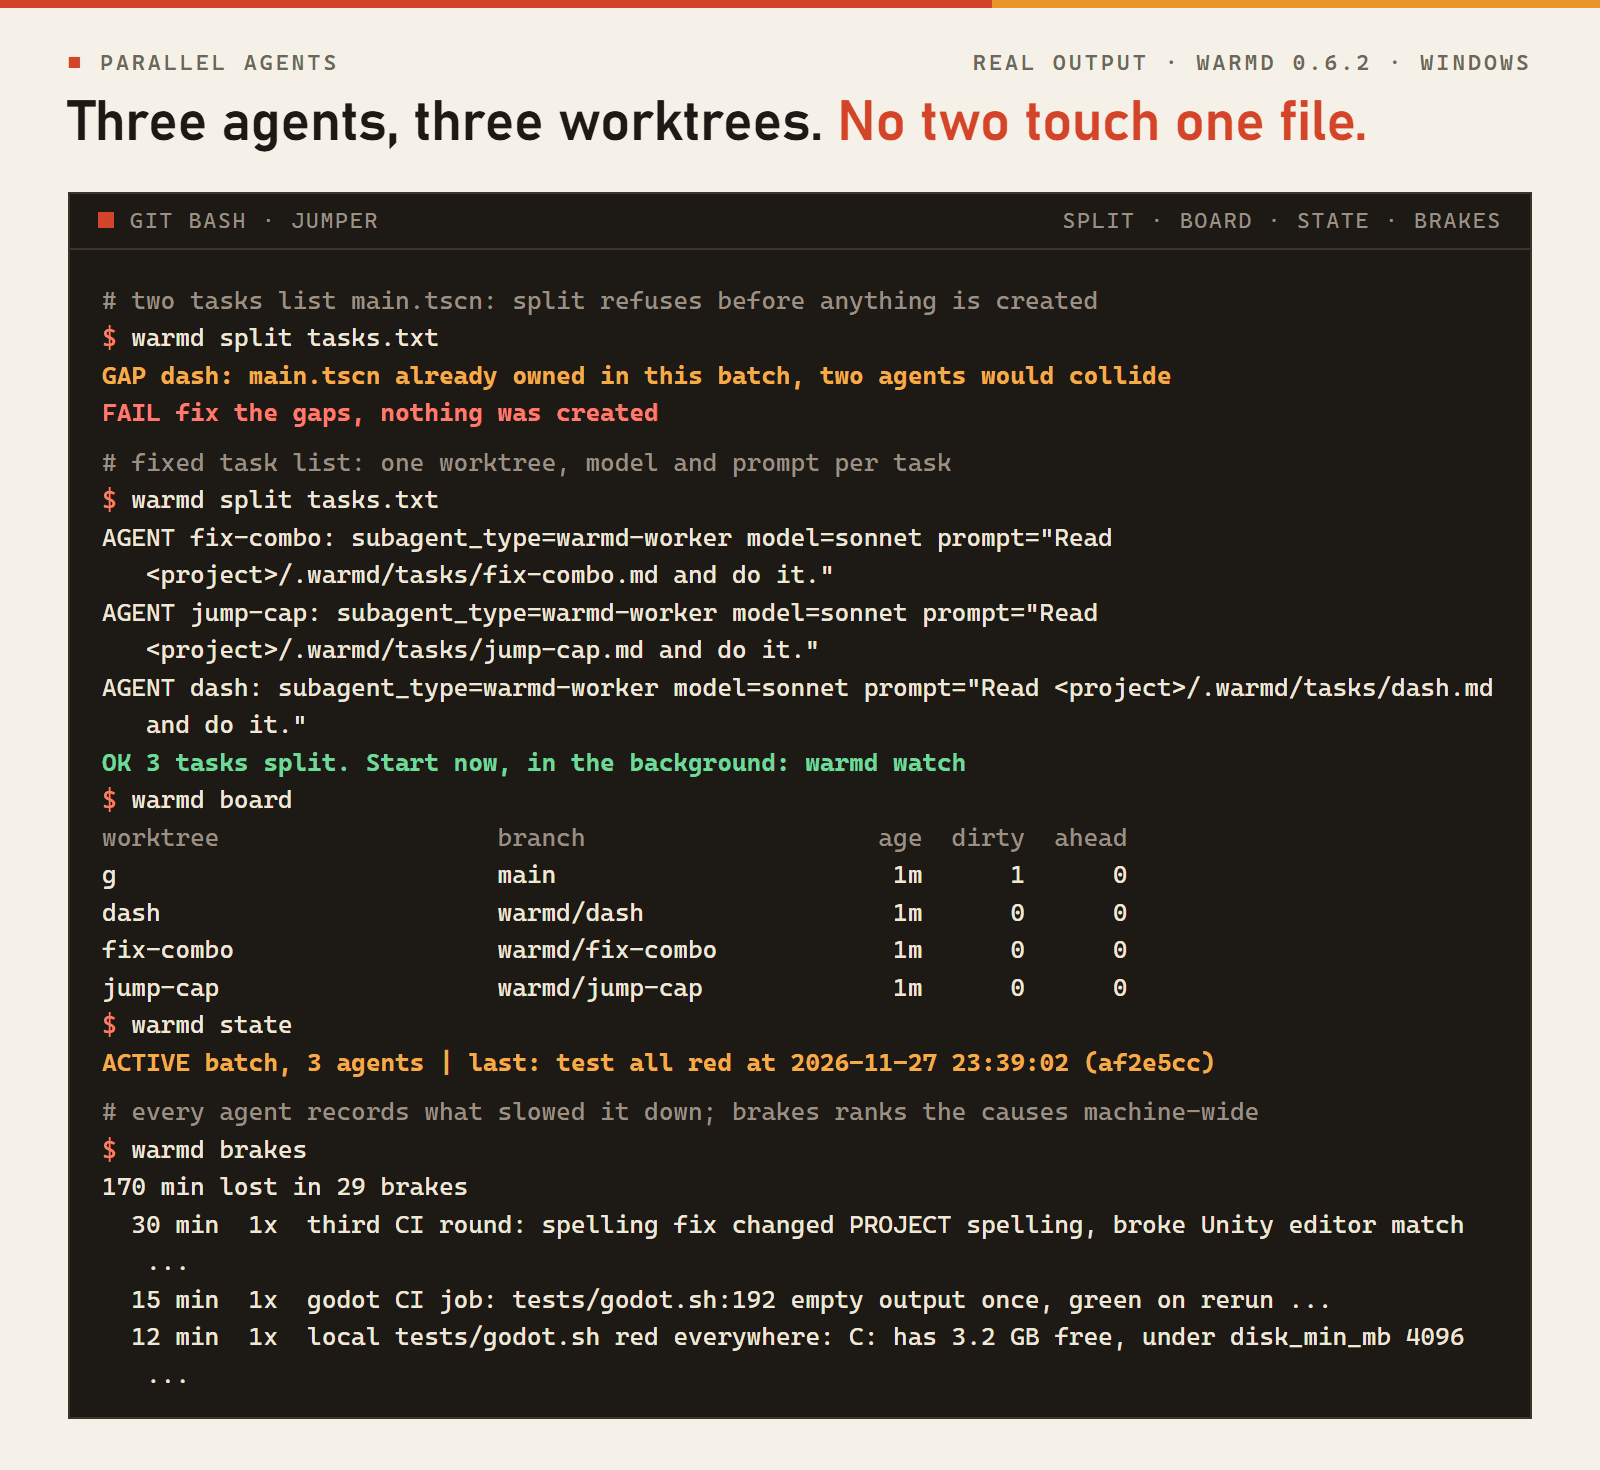 PARALLEL AGENTS
REAL OUTPUT · WARMD 0.6.2 · WINDOWS
Three agents, three worktrees. No two touch one file.
GIT BASH · JUMPER
SPLIT · BOARD · STATE · BRAKES
# two tasks list main.tscn: split refuses before anything is created
$ warmd split tasks.txt
GAP dash: main.tscn already owned in this batch, two agents would collide
FAIL fix the gaps, nothing was created
# fixed task list: one worktree, model and prompt per task
$ warmd split tasks.txt
AGENT fix-combo: subagent_type=warmd-worker model=sonnet prompt="Read
<project>/.warmd/tasks/fix-combo.md and do it."
AGENT jump-cap: subagent_type=warmd-worker model=sonnet prompt="Read
<project>/.warmd/tasks/jump-cap.md and do it."
AGENT dash: subagent_type=warmd-worker model=sonnet prompt="Read <project>/.warmd/tasks/dash.md
and do it."
OK 3 tasks split. Start now, in the background: warmd watch
$ warmd board
worktree branch age dirty ahead
g main 1m 1 0
dash warmd/dash 1m 0 0
fix-combo warmd/fix-combo 1m 0 0
jump-cap warmd/jump-cap 1m 0 0
$ warmd state
ACTIVE batch, 3 agents | last: test all red at 2026-11-27 23:39:02 (af2e5cc)
# every agent records what slowed it down; brakes ranks the causes machine-wide
$ warmd brakes
170 min lost in 29 brakes
30 min 1x third CI round: spelling fix changed PROJECT spelling, broke Unity editor match
...
15 min 1x godot CI job: tests/godot.sh:192 empty output once, green on rerun ...
12 min 1x local tests/godot.sh red everywhere: C: has 3.2 GB free, under disk_min_mb 4096
...